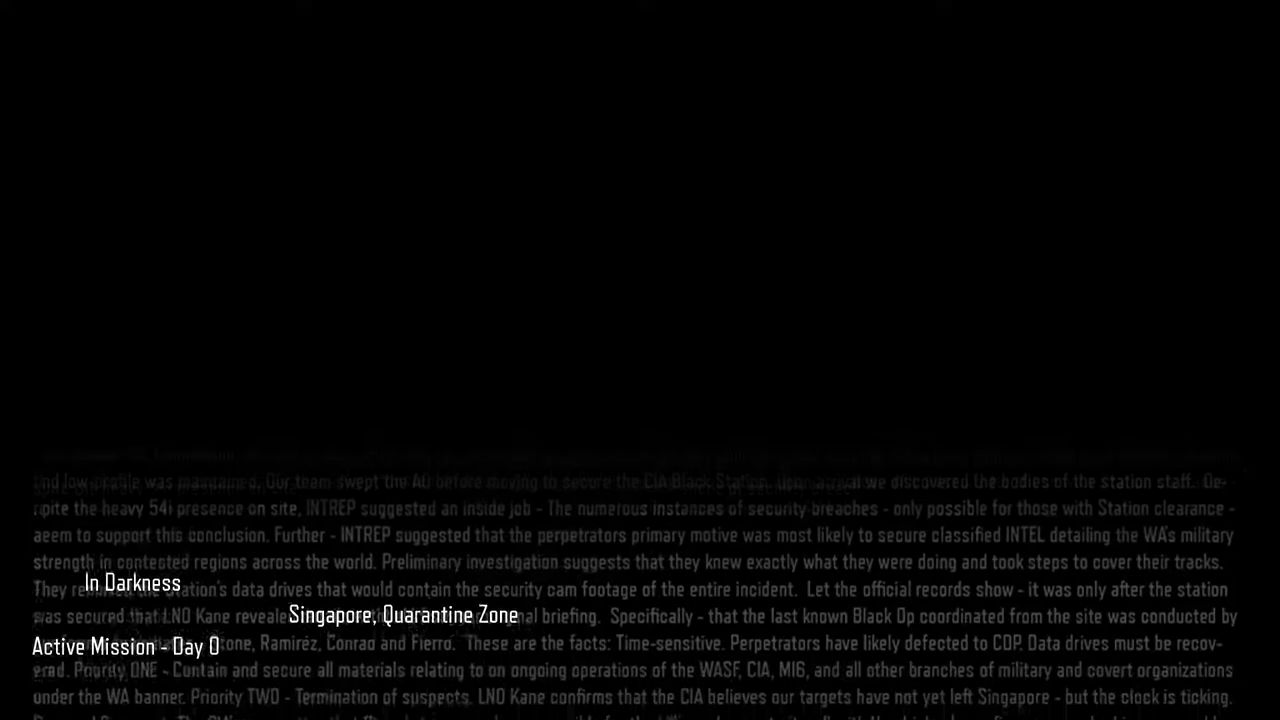 and low profile was maintained. Our team swept the AO before moving to secure the CIA Black Station. Upon arrival we discovered the bodies of the station staff. De-
rpite the heavy 54i presence on site, INTREP suggested an inside job - The numerous instances of security breaches - only possible for those with Station clearance -
aeem to support this conclusion. Further - INTREP suggested that the perpetrators primary motive was most likely to secure classified INTEL detailing the WA's military
strength in contested regions across the world. Preliminary investigation suggests that they knew exactly what they were doing and took steps to cover their tracks.
In Darkness
They station's data drives that would contain the security cam footage of the entire incident. Let the official records show - it was only after the station
Singapore, Quarantine Zone
was secured that LNO Kane briefing. Specifically - that the last known Black Op coordinated from the site was conducted by
Active Mission - Day 0
Ramirez, Conrad and Fierro. These are the facts: Time-sensitive. Perpetrators have likely defected to CDP. Data drives must be recov-
erad. Priority ONE - Contain and secure all materials relating to on ongoing operations of the WASF, CIA, MI6, and all other branches of military and covert organizations
under the WA banner. Priority TWO - Termination of suspects. LNO Kane confirms that the CIA believes our targets have not yet left Singapore - but the clock is ticking.